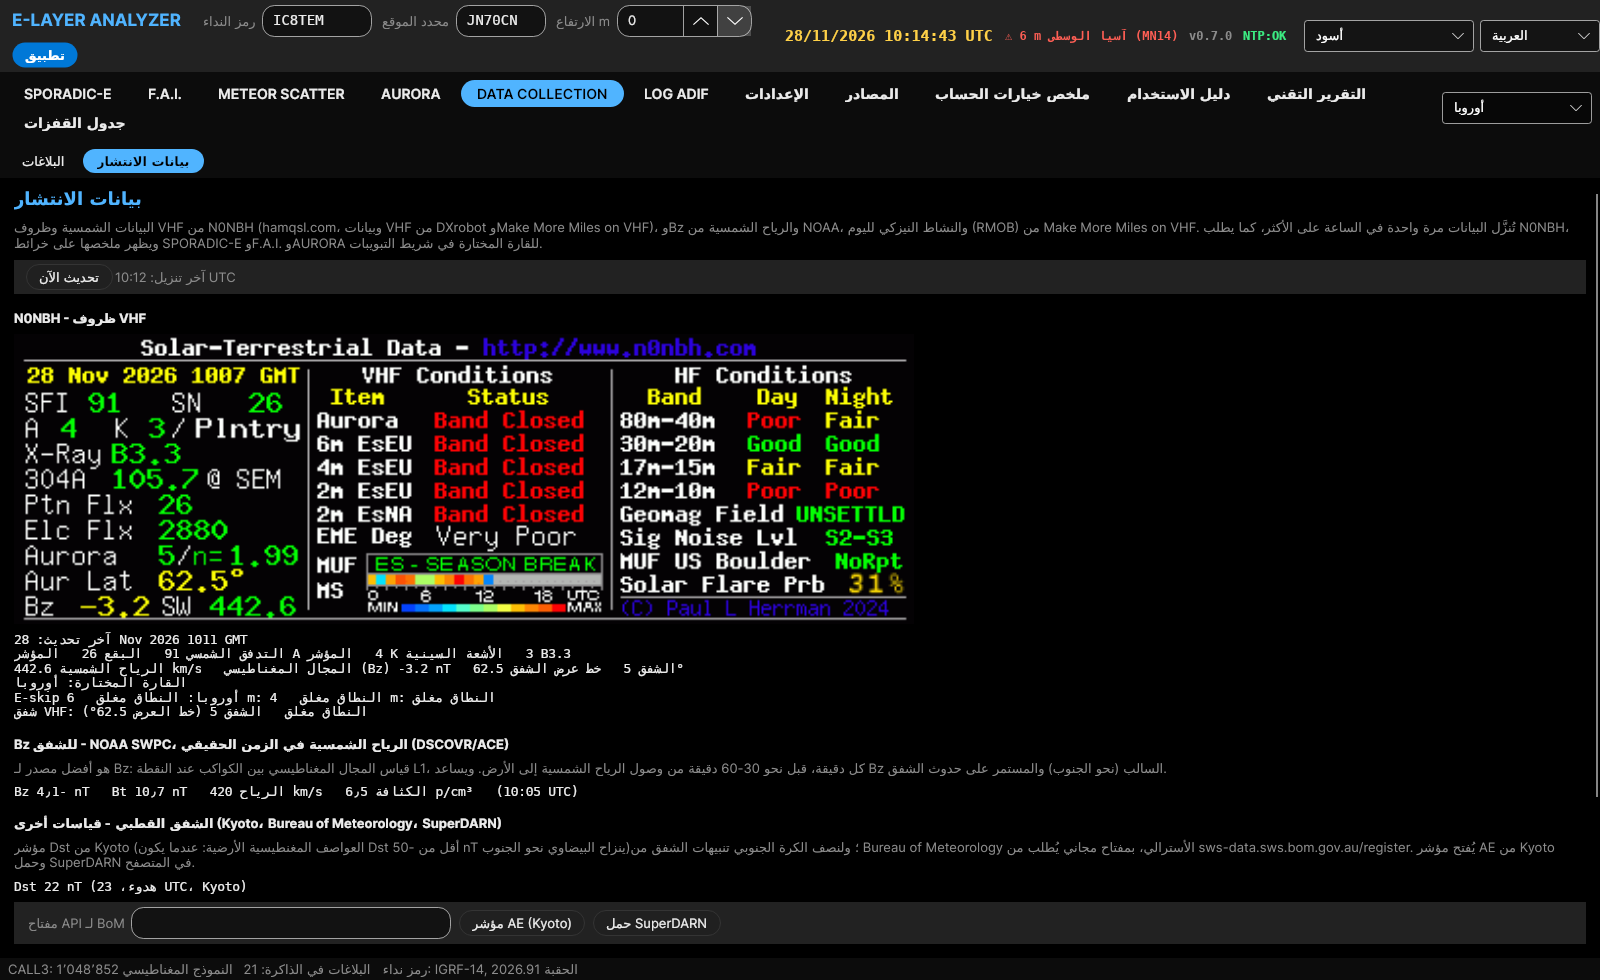 E-LAYER ANALYZER رمز النداء IC8TEM محدد الموقع JN70CN الارتفاع m 0
28/11/2026 10:14:43 UTC ⚠ 6 m آسيا الوسطى (MN14) v0.7.0 NTP:OK أسود العربية
تطبيق
SPORADIC-E F.A.I. METEOR SCATTER AURORA DATA COLLECTION LOG ADIF الإعدادات المصادر ملخص خيارات الحساب دليل الاستخدام التقرير التقني
جدول القفزات
أوروبا
البلاغات بيانات الانتشار
بيانات الانتشار
البيانات الشمسية وظروف VHF من N0NBH (hamqsl.com، وبيانات VHF من DXrobot وMake More Miles on VHF)، وBz والرياح الشمسية من NOAA، والنشاط النيزكي لليوم (RMOB) من Make More Miles on VHF. تُنزَّل البيانات مرة واحدة في الساعة على الأكثر، كما يطلب N0NBH،
ويظهر ملخصها على خرائط SPORADIC-E وF.A.I. وAURORA للقارة المختارة في شريط التبويبات.
تحديث الآن آخر تنزيل: 10:12 UTC
N0NBH - ظروف VHF
Solar-Terrestrial Data - http://www.n0nbh.com
28 Nov 2026 1007 GMT VHF Conditions HF Conditions
Item Status Band Day Night
SFI 91 SN 26
Aurora Band Closed 80m-40m Poor Fair
A 4 K 3/Plntry
6m EsEU Band Closed 30m-20m Good Good
X-Ray B3.3
4m EsEU Band Closed 17m-15m Fair Fair
304A 105.7 @ SEM
2m EsEU Band Closed 12m-10m Poor Poor
Ptn Flx 26
2m EsNA Band Closed Geomag Field UNSETTLD
Elc Flx 2880
EME Deg Very Poor Sig Noise Lvl S2-S3
Aurora 5/n=1.99
MUF ES - SEASON BREAK MUF US Boulder NoRpt
Aur Lat 62.5°
MS 0 6 12 18 UTC Solar Flare Prb 31%
Bz -3.2 SW 442.6
MIN MAX (C) Paul L Herrman 2024
آخر تحديث: 28 Nov 2026 1011 GMT
التدفق الشمسي 91 البقع 26 المؤشر A 4 المؤشر K 3 الأشعة السينية B3.3
الرياح الشمسية 442.6 km/s المجال المغناطيسي (Bz) -3.2 nT الشفق 5 خط عرض الشفق 62.5°
القارة المختارة: أوروبا
E-skip أوروبا: النطاق مغلق 6 m: النطاق مغلق 4 m: النطاق مغلق
شفق VHF: النطاق مغلق الشفق 5 (خط العرض 62.5°)
Bz للشفق - NOAA SWPC، الرياح الشمسية في الزمن الحقيقي (DSCOVR/ACE)
هو أفضل مصدر لـ Bz: قياس المجال المغناطيسي بين الكواكب عند النقطة L1، كل دقيقة، قبل نحو 30-60 دقيقة من وصول الرياح الشمسية إلى الأرض. ويساعد Bz السالب (نحو الجنوب) والمستمر على حدوث الشفق.
Bz 4٫1- nT Bt 10٫7 nT الرياح 420 km/s الكثافة 6٫5 p/cm³ (10:05 UTC)
الشفق القطبي - قياسات أخرى (Kyoto، Bureau of Meteorology، SuperDARN)
مؤشر Dst من Kyoto (العواصف المغنطيسية الأرضية: عندما يكون Dst أقل من -50 nT ينزاح البيضاوي نحو الجنوب)؛ ولنصف الكرة الجنوبي تنبيهات الشفق من Bureau of Meteorology الأسترالي، بمفتاح مجاني يُطلب من sws-data.sws.bom.gov.au/register. يُفتح مؤشر AE من Kyoto
وحمل SuperDARN في المتصفح.
Dst 22 nT (هدوء، 23 UTC، Kyoto)
مفتاح API لـ BoM مؤشر AE (Kyoto) حمل SuperDARN
CALL3: 1’048’852 رمز نداء البلاغات في الذاكرة: 21 النموذج المغناطيسي: IGRF-14, الحقبة 2026.91